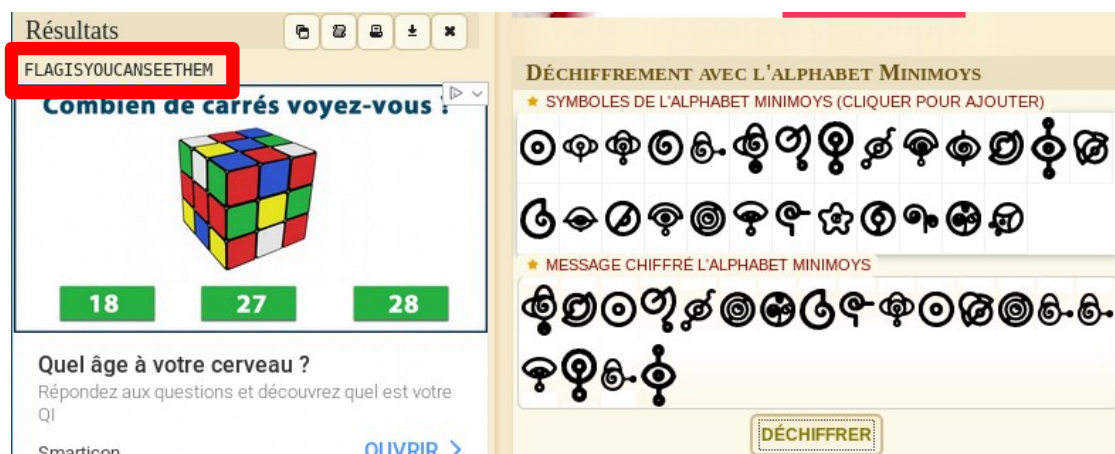 Résultats
FLAGISYOUCANSEETHEM
Combien de carrés voyez-vous !
18 27 28
Quel âge à votre cerveau ?
Répondez aux questions et découvrez quel est votre
QI
Smarticon
OUVRIR
DÉCHIFFREMENT AVEC L'ALPHABET MINIMOYS
SYMBOLES DE L'ALPHABET MINIMOYS (CLIQUER POUR AJOUTER)
MESSAGE CHIFFRÉ L'ALPHABET MINIMOYS
DÉCHIFFRER